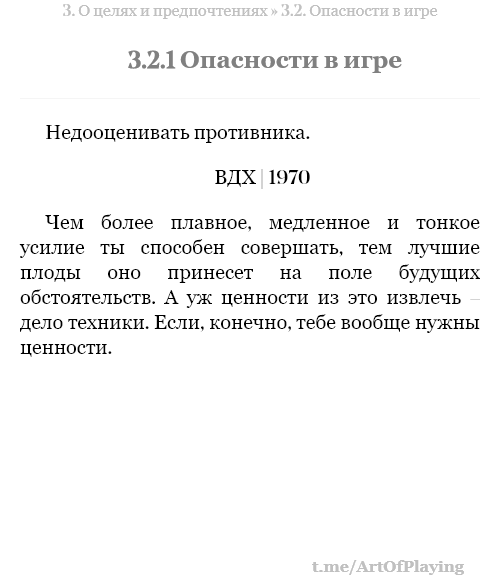 3. О целях и предпочтениях » 3.2. Опасности в игре
3.2.1 Опасности в игре
Недооценивать противника.
ВДХ | 1970
Чем более плавное, медленное и тонкое
усилие ты способен совершать, тем лучшие
плоды оно принесет на поле будущих
обстоятельств. А уж ценности из это извлечь –
дело техники. Если, конечно, тебе вообще нужны
ценности.
t.me/ArtOfPlaying